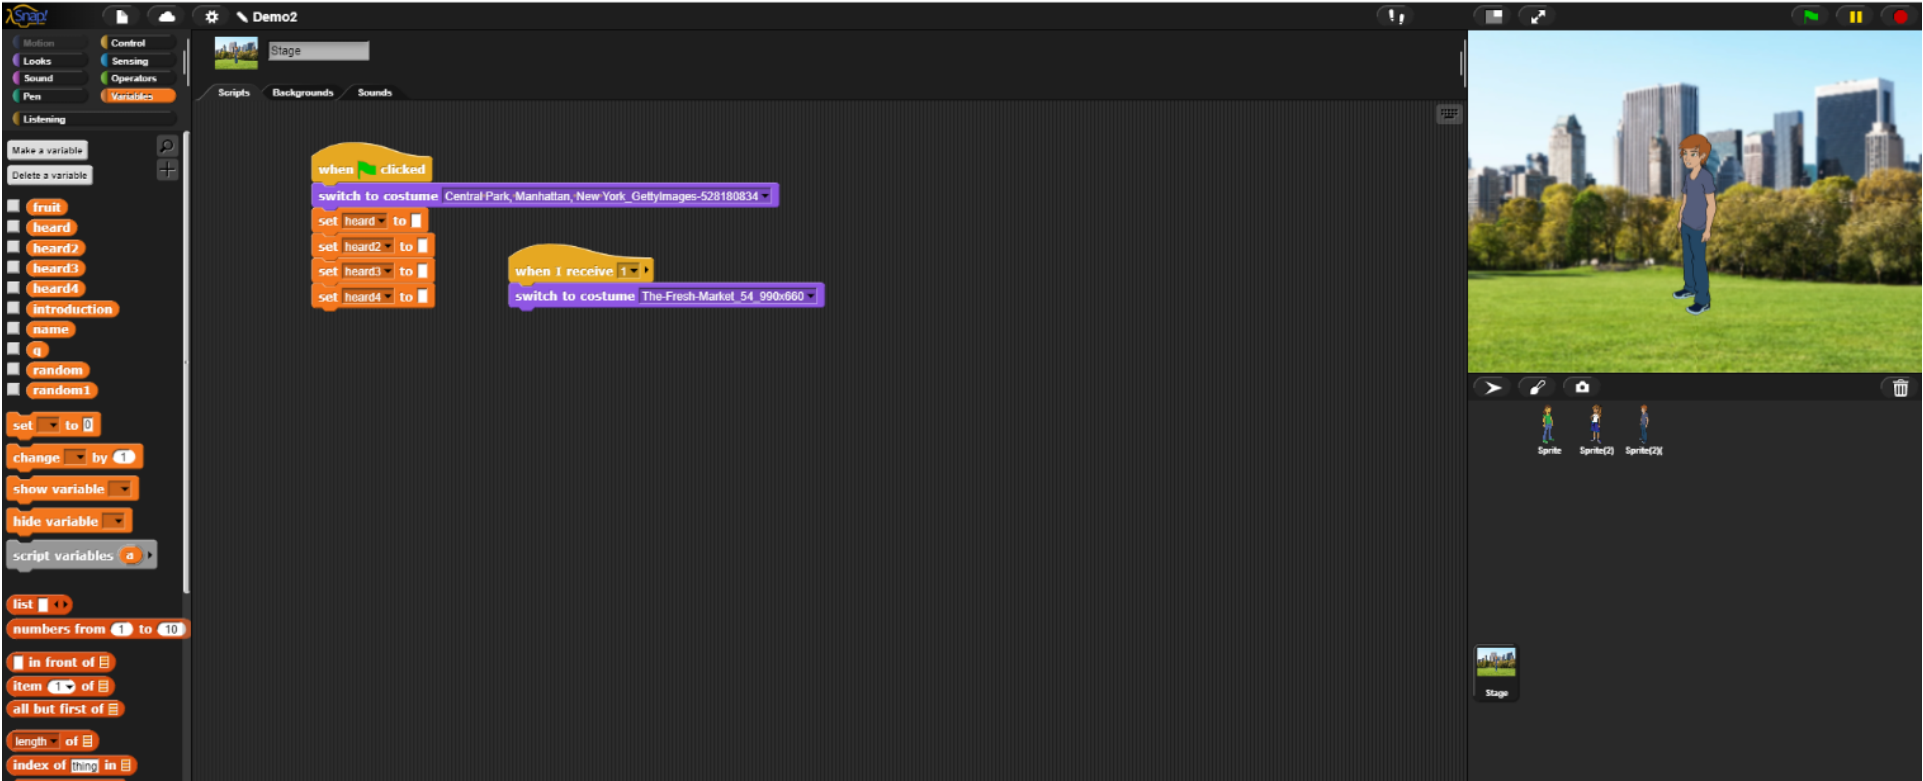 Snap!
Demo2
Motion
Control
Looks
Sensing
Sound
Operators
Pen
Variables
Listening
Make a variable
Delete a variable
fruit
heard
heard2
heard3
heard4
introduction
name
q
random
random1
set to 0
change by 1
show variable
hide variable
script variables a
list
numbers from 1 to 10
in front of
item 1 of
all but first of
length of
index of thing in
Stage
Scripts
Backgrounds
Sounds
when clicked
switch to costume Central Park, Manhattan, New York_GettyImages-528180834
set heard to
set heard2 to
set heard3 to
set heard4 to
when I receive 1
switch to costume The-Fresh-Market_54_990x660
Sprite
Sprite(2)
Sprite(2)(
Stage